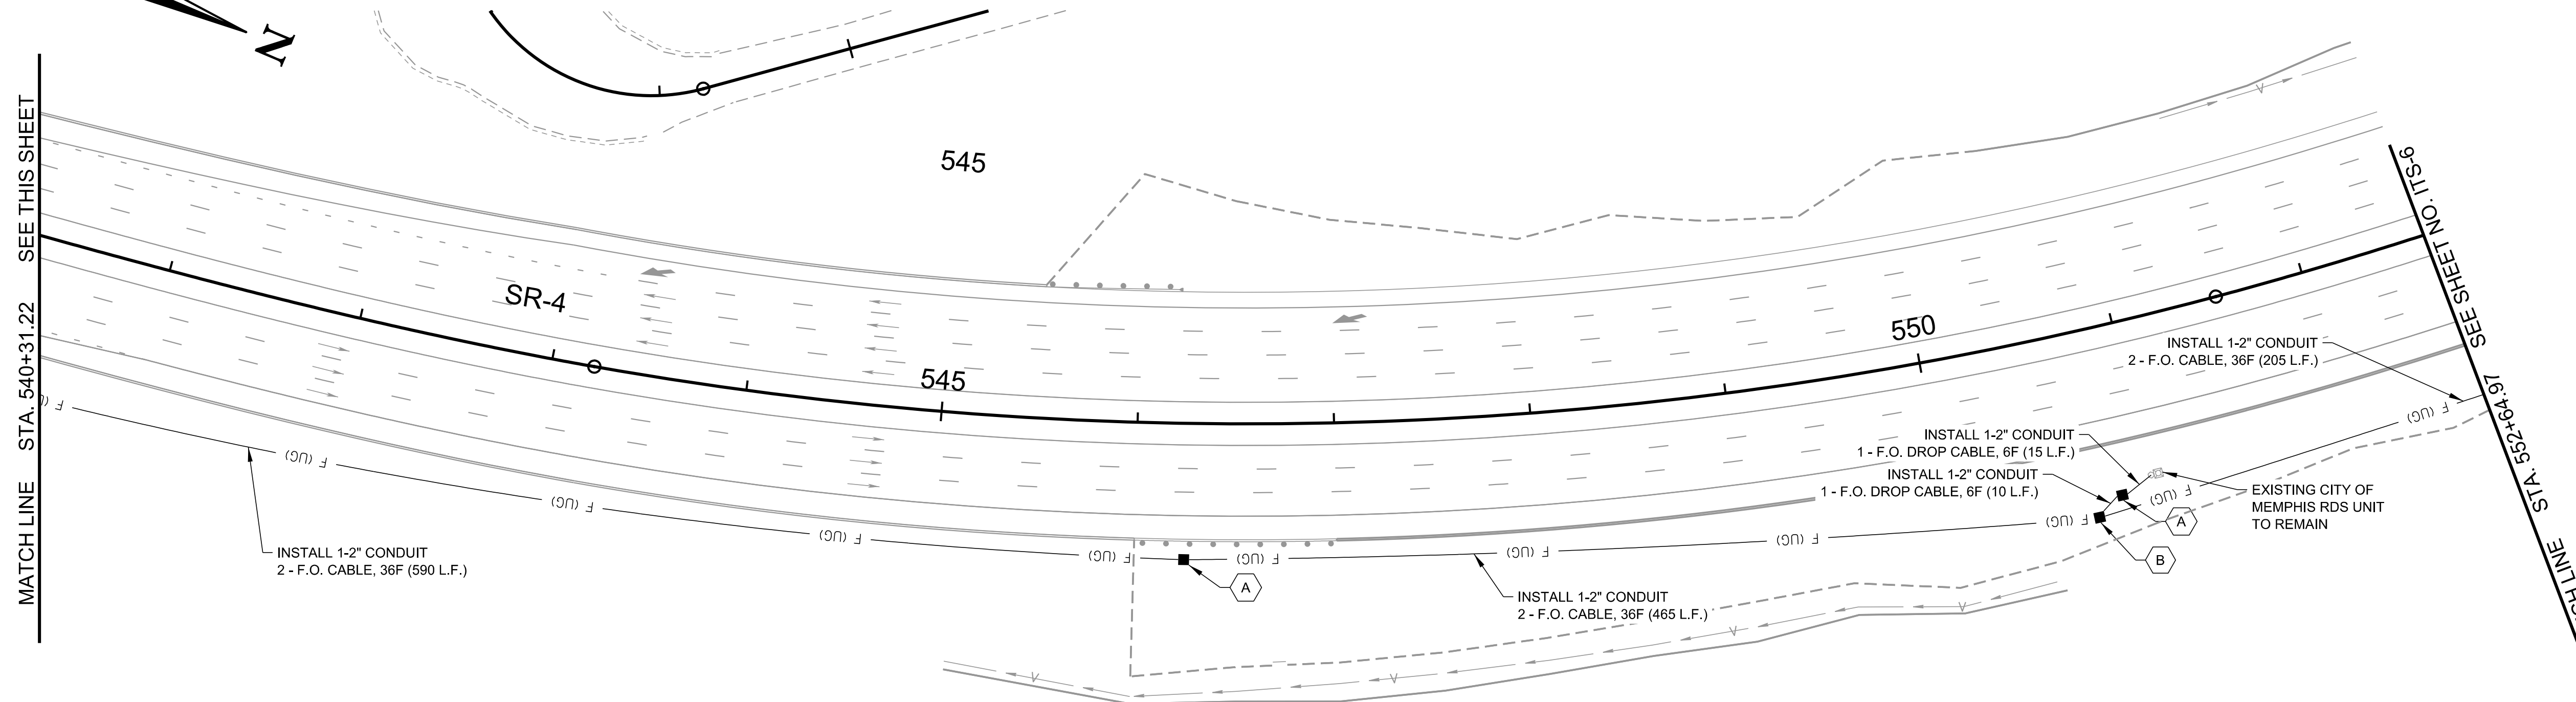 N
MATCH LINE STA. 540+31.22 SEE THIS SHEET
545
SR-4
545
550
SEE SHEET NO. ITS-6
STA. 552+64.97
CH LINE
INSTALL 1-2" CONDUIT
2 - F.O. CABLE, 36F (205 L.F.)
INSTALL 1-2" CONDUIT
1 - F.O. DROP CABLE, 6F (15 L.F.)
INSTALL 1-2" CONDUIT
1 - F.O. DROP CABLE, 6F (10 L.F.)
EXISTING CITY OF
MEMPHIS RDS UNIT
TO REMAIN
A
B
INSTALL 1-2" CONDUIT
2 - F.O. CABLE, 36F (590 L.F.)
A
INSTALL 1-2" CONDUIT
2 - F.O. CABLE, 36F (465 L.F.)
F (UG)
F (UG)
F (UG)
F (UG)
F (UG)
F (UG)
F (UG)
F (UG)
F (UG)
F (UG)
F (UG)